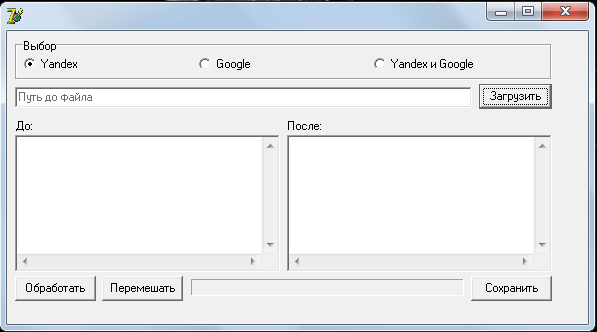 Выбор
Yandex Google Yandex и Google
Путь до файла Загрузить
До: После:
Обработать Перемешать Сохранить